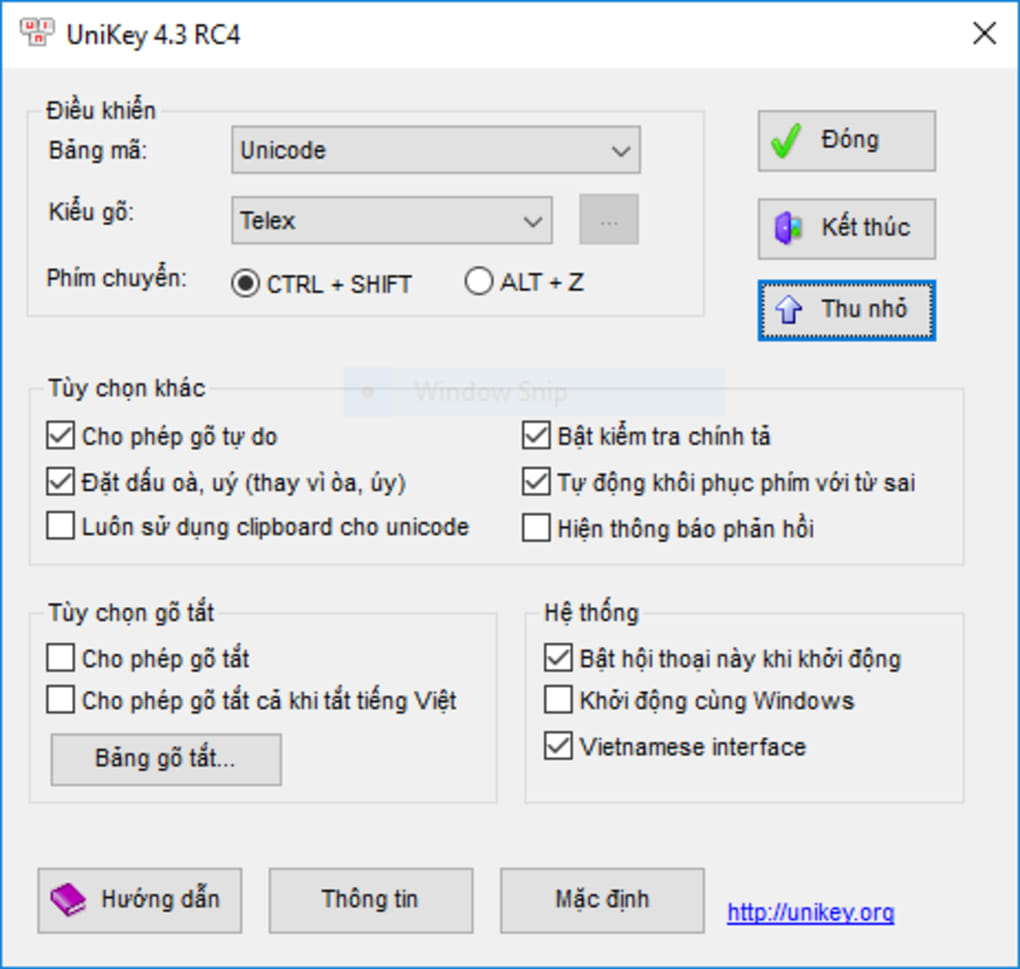 UniKey 4.3 RC4
Điều khiển
Bảng mã:
Unicode
Kiểu gõ:
Telex
...
Phím chuyển:
CTRL + SHIFT
ALT + Z
Đóng
Kết thúc
Thu nhỏ
Window Snip
Tùy chọn khác
Cho phép gõ tự do
Bật kiểm tra chính tả
Đặt dấu oà, uý (thay vì òa, úy)
Tự động khôi phục phím với từ sai
Luôn sử dụng clipboard cho unicode
Hiện thông báo phản hồi
Tùy chọn gõ tắt
Cho phép gõ tắt
Cho phép gõ tắt cả khi tắt tiếng Việt
Bảng gõ tắt...
Hệ thống
Bật hội thoại này khi khởi động
Khởi động cùng Windows
Vietnamese interface
Hướng dẫn
Thông tin
Mặc định
http://unikey.org